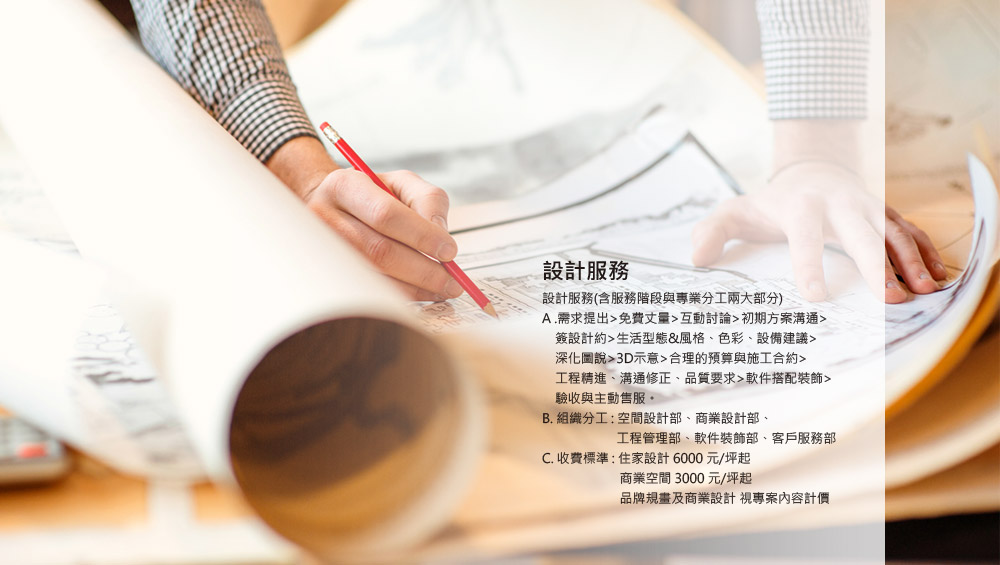 設計服務
設計服務(含服務階段與專業分工兩大部分)
A .需求提出>免費丈量>互動討論>初期方案溝通>
簽設計約>生活型態&風格、色彩、設備建議>
深化圖說>3D示意>合理的預算與施工合約>
工程精進、溝通修正、品質要求>軟件搭配裝飾>
驗收與主動售服。
B. 組織分工 : 空間設計部、商業設計部、
工程管理部、軟件裝飾部、客戶服務部
C. 收費標準 : 住家設計 6000 元/坪起
商業空間 3000 元/坪起
品牌規畫及商業設計 視專案內容計價